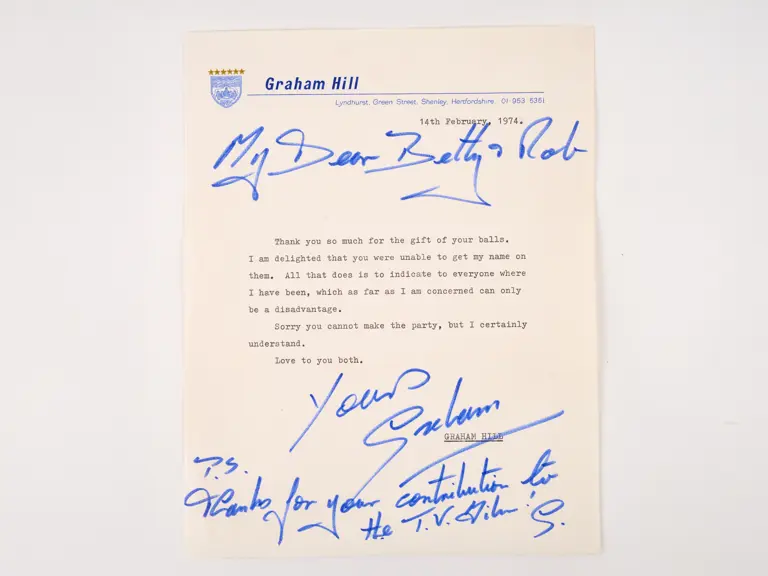 Graham Hill
Lyndhurst, Green Street, Shenley, Hertfordshire. 01-953 5351
14th February, 1974.
My Dear Betty & Rob
Thank you so much for the gift of your balls.
I am delighted that you were unable to get my name on
them. All that does is to indicate to everyone where
I have been, which as far as I am concerned can only
be a disadvantage.
Sorry you cannot make the party, but I certainly
understand.
Love to you both.
Yours
Graham
GRAHAM HILL
P.S.
Thanks for your contribution to
the T.V. Film! G.